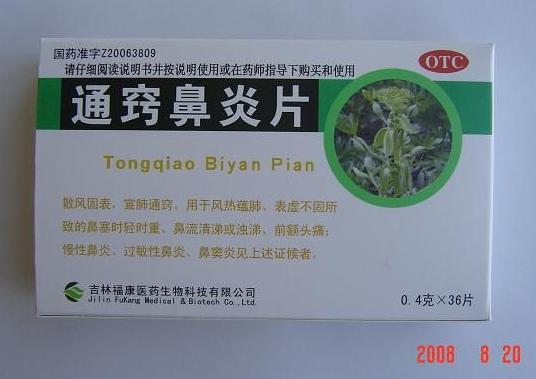 国药准字Z20063809
请仔细阅读说明书并按说明使用或在药师指导下购买和使用
OTC
通窍鼻炎片
Tongqiao Biyan Pian
散风固表，宣肺通窍。用于风热蕴肺、表虚不固所
致的鼻塞时轻时重、鼻流清涕或浊涕、前额头痛；
慢性鼻炎、过敏性鼻炎、鼻窦炎见上述证候者。
吉林福康医药生物科技有限公司
Jilin FuKang Medical & Biotech Co.,Ltd.
0.4克×36片
2008 8 20